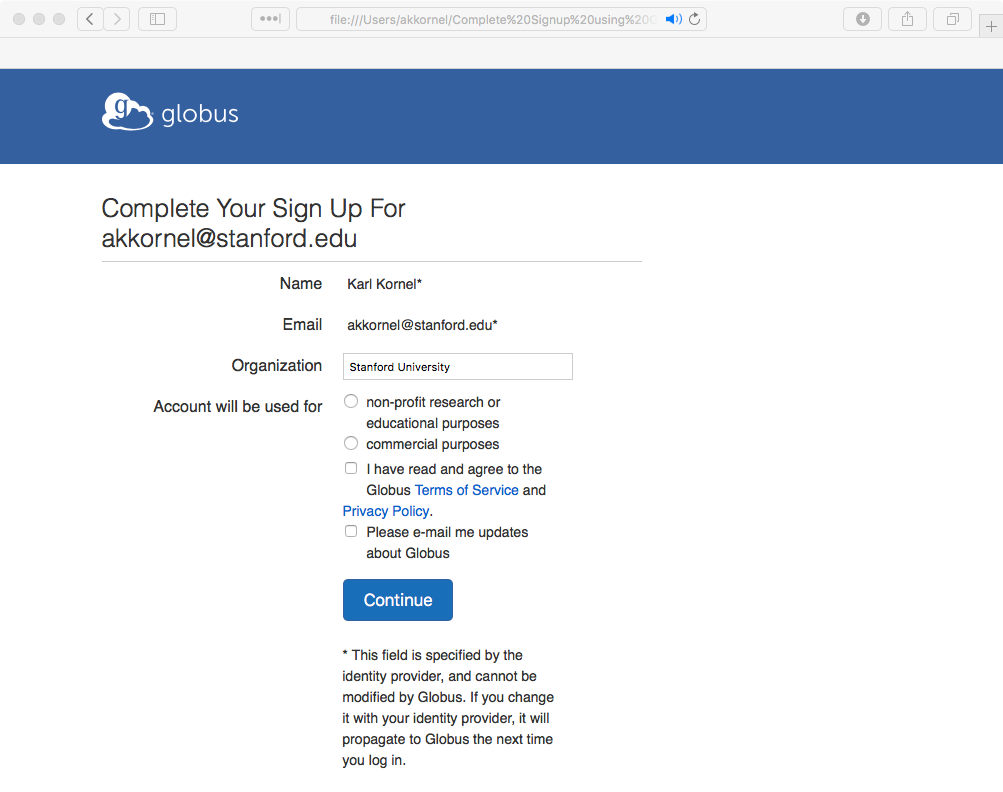 file:///Users/akkornel/Complete%20Signup%20using%20
globus
Complete Your Sign Up For
akkornel@stanford.edu
Name Karl Kornel*
Email akkornel@stanford.edu*
Organization Stanford University
Account will be used for non-profit research or
educational purposes
commercial purposes
I have read and agree to the
Globus Terms of Service and
Privacy Policy.
Please e-mail me updates
about Globus
Continue
* This field is specified by the
identity provider, and cannot be
modified by Globus. If you change
it with your identity provider, it will
propagate to Globus the next time
you log in.